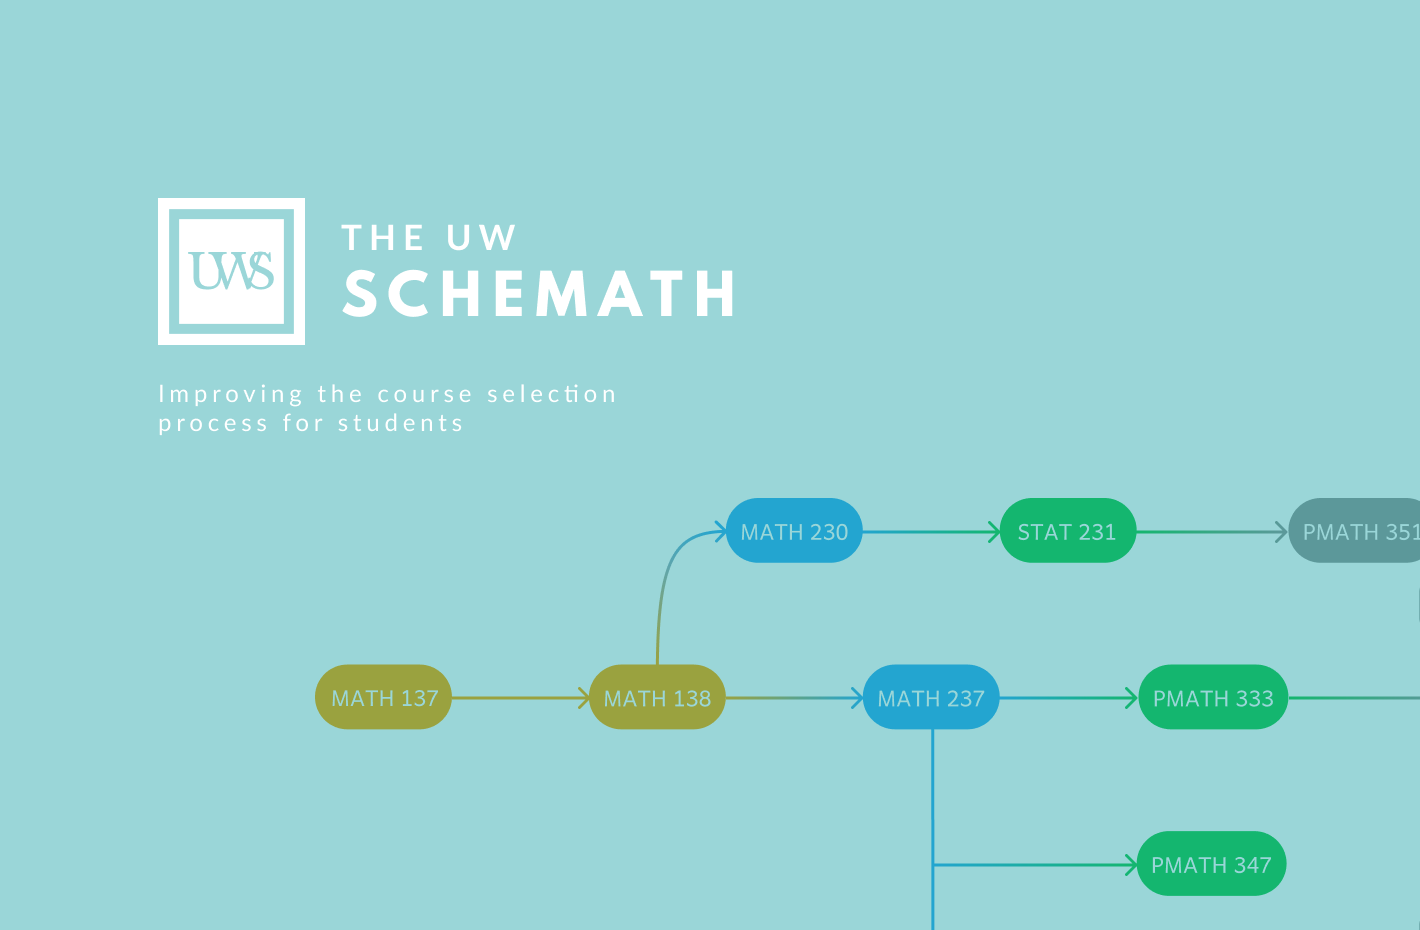 UWS
THE UW
SCHEMATH
Improving the course selection
process for students
MATH 230
STAT 231
PMATH 351
MATH 137
MATH 138
MATH 237
PMATH 333
PMATH 347